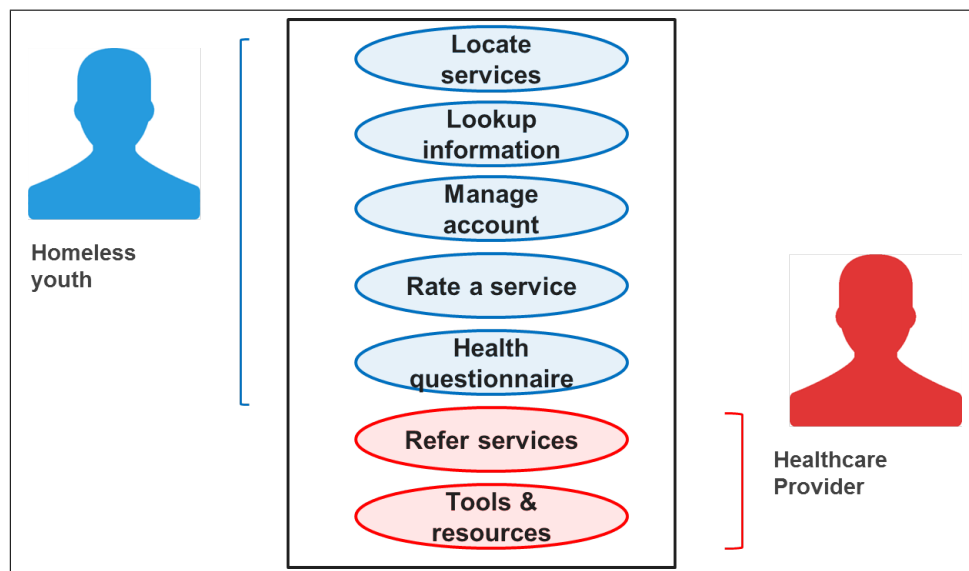 Locate
services
Lookup
information
Manage
account
Homeless
youth
Rate a service
Health
questionnaire
Refer services
Healthcare
Provider
Tools &
resources